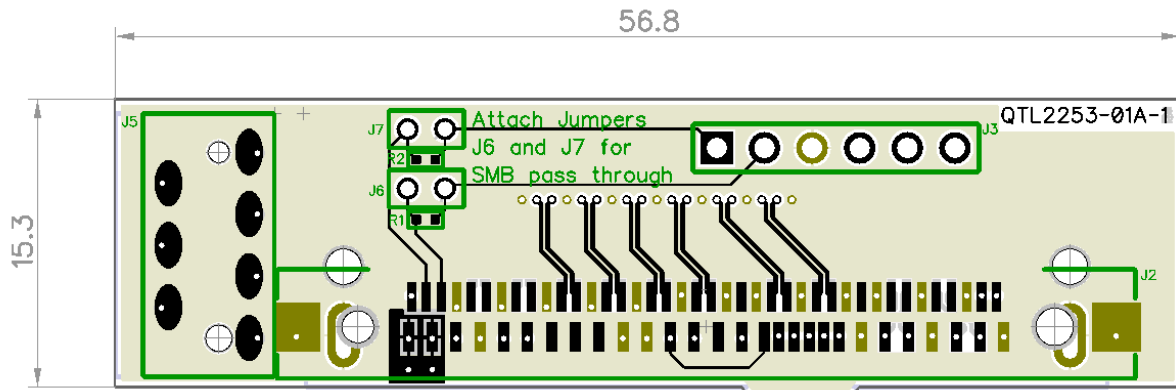 56.8
QTL2253-01A-1
J5
J7
Attach Jumpers
J3
R2
J6 and J7 for
J6
SMB pass through
R1
15.3
J2